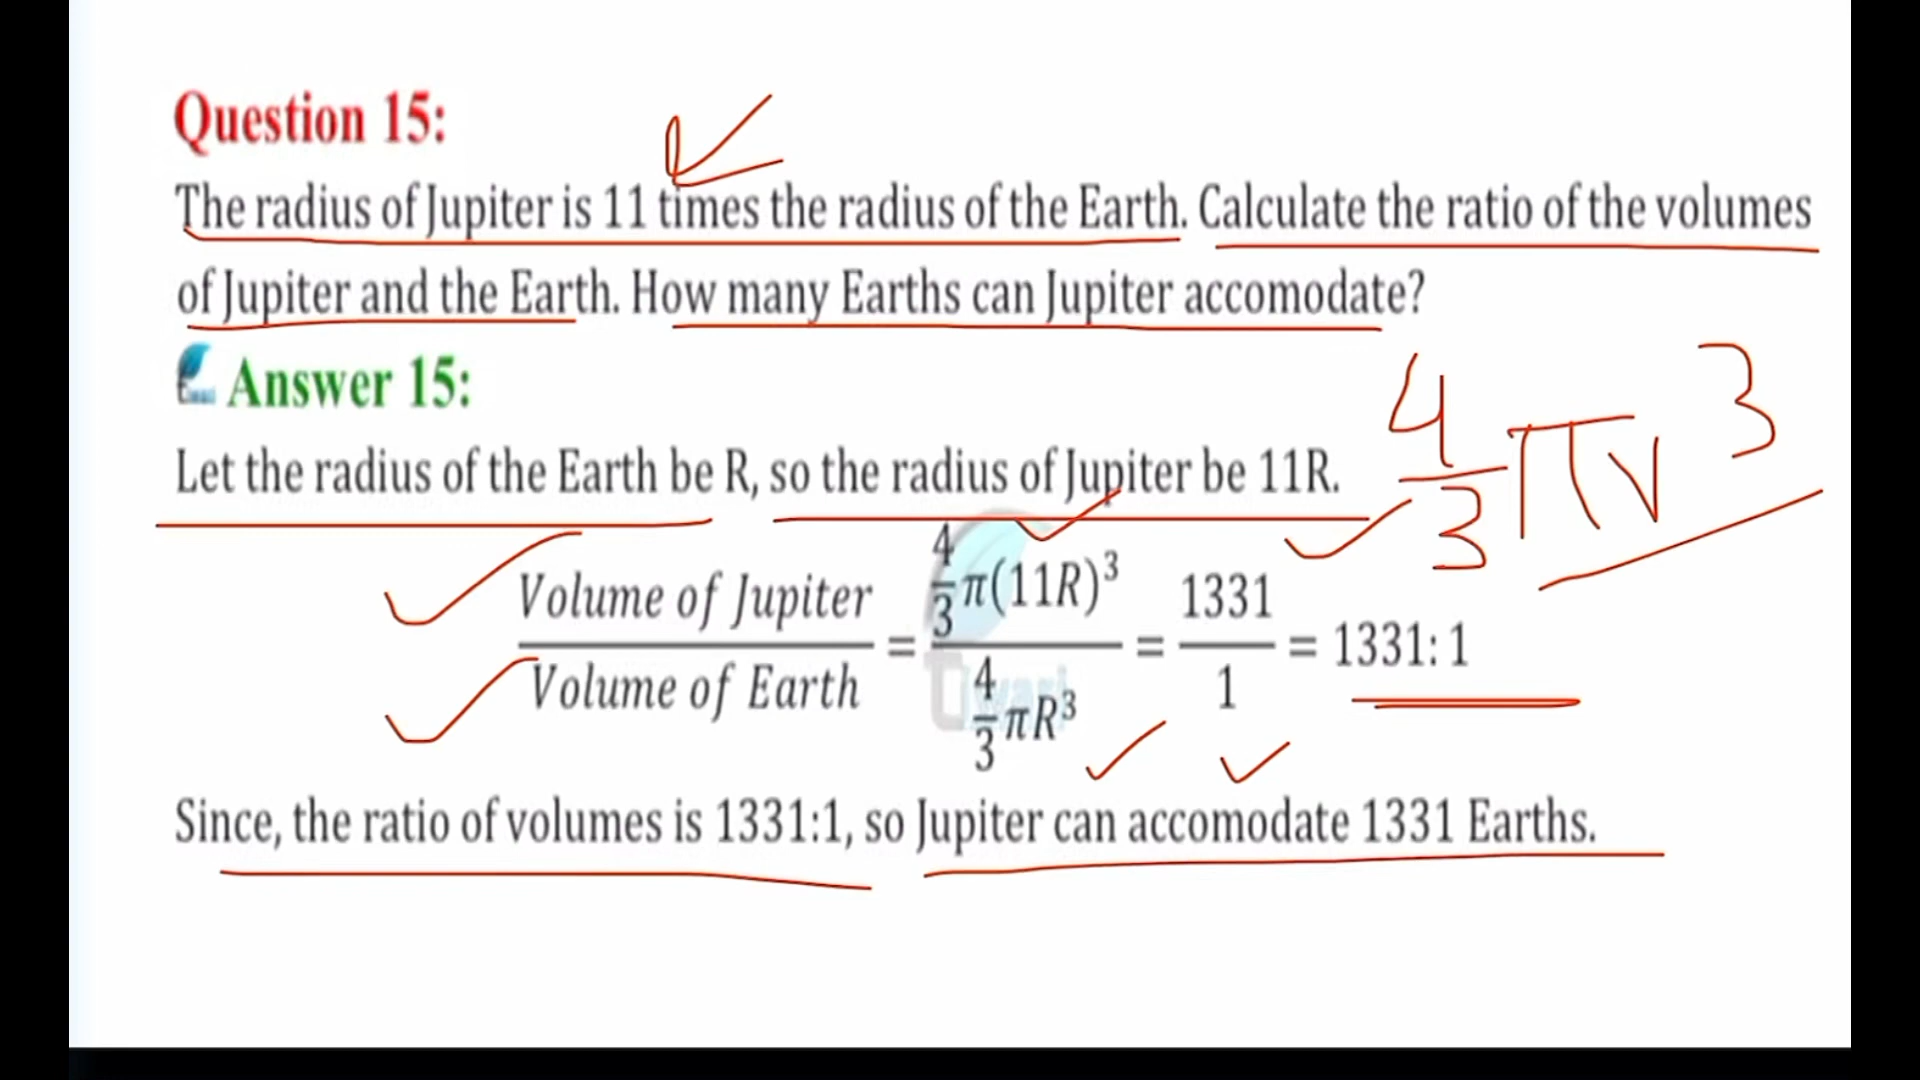 Question 15:
The radius of Jupiter is 11 times the radius of the Earth. Calculate the ratio of the volumes
of Jupiter and the Earth. How many Earths can Jupiter accomodate?
Answer 15:
4/3 πr³
Let the radius of the Earth be R, so the radius of Jupiter be 11R.
Volume of Jupiter / Volume of Earth = 4/3 π(11R)³ / 4/3 πR³ = 1331/1 = 1331: 1
Since, the ratio of volumes is 1331:1, so Jupiter can accomodate 1331 Earths.